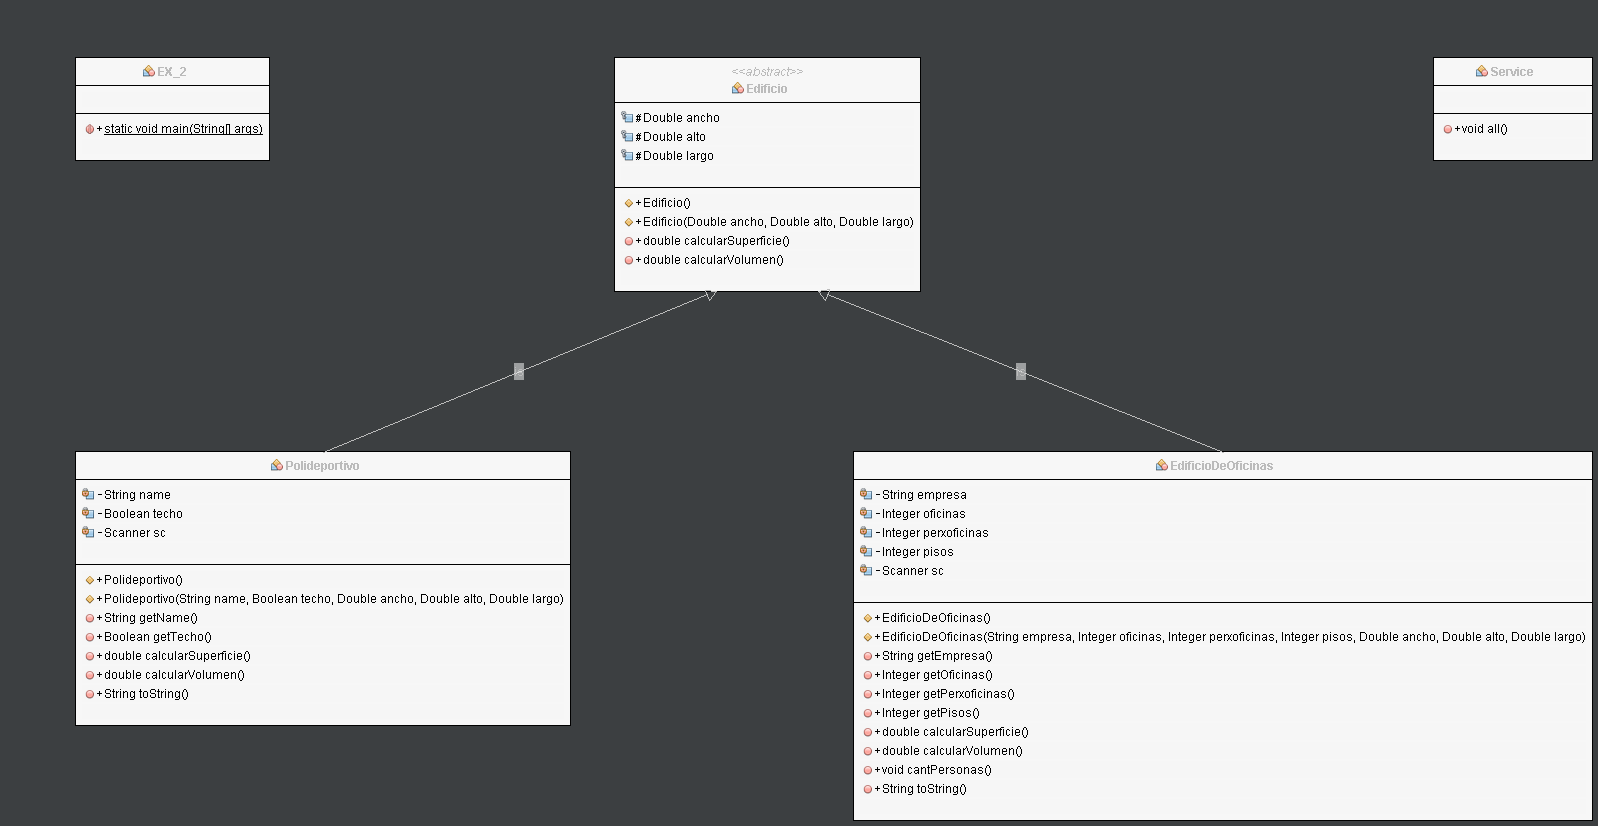 EX_2
+static void main(String[] args)
<<abstract>>
Edificio
#Double ancho
#Double alto
#Double largo
+Edificio()
+Edificio(Double ancho, Double alto, Double largo)
+double calcularSuperficie()
+double calcularVolumen()
Service
+void all()
Polideportivo
-String name
-Boolean techo
-Scanner sc
+Polideportivo()
+Polideportivo(String name, Boolean techo, Double ancho, Double alto, Double largo)
+String getName()
+Boolean getTecho()
+double calcularSuperficie()
+double calcularVolumen()
+String toString()
EdificioDeOficinas
-String empresa
-Integer oficinas
-Integer perxoficinas
-Integer pisos
-Scanner sc
+EdificioDeOficinas()
+EdificioDeOficinas(String empresa, Integer oficinas, Integer perxoficinas, Integer pisos, Double ancho, Double alto, Double largo)
+String getEmpresa()
+Integer getOficinas()
+Integer getPerxoficinas()
+Integer getPisos()
+double calcularSuperficie()
+double calcularVolumen()
+void cantPersonas()
+String toString()